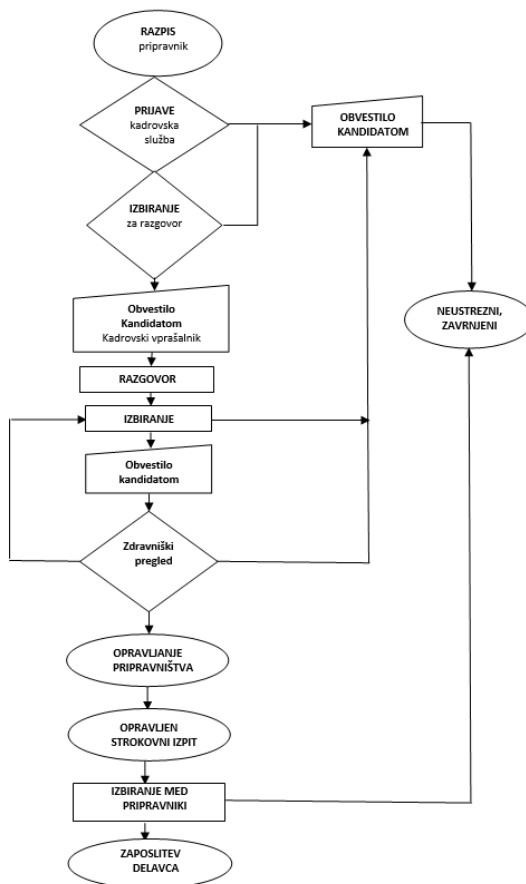 RAZPIS
pripravnik
PRIJAVE
kadrovska
služba
OBVESTILO
KANDIDATOM
IZBIRANJE
za razgovor
Obvestilo
Kandidatom
Kadrovski vprašalnik
NEUSTREZNI,
ZAVRNJENI
RAZGOVOR
IZBIRANJE
Obvestilo
kandidatom
Zdravniški
pregled
OPRAVLJANJE
PRIPRAVNIŠTVA
OPRAVLJEN
STROKOVNI IZPIT
IZBIRANJE MED
PRIPRAVNIKI
ZAPOSLITEV
DELAVCA